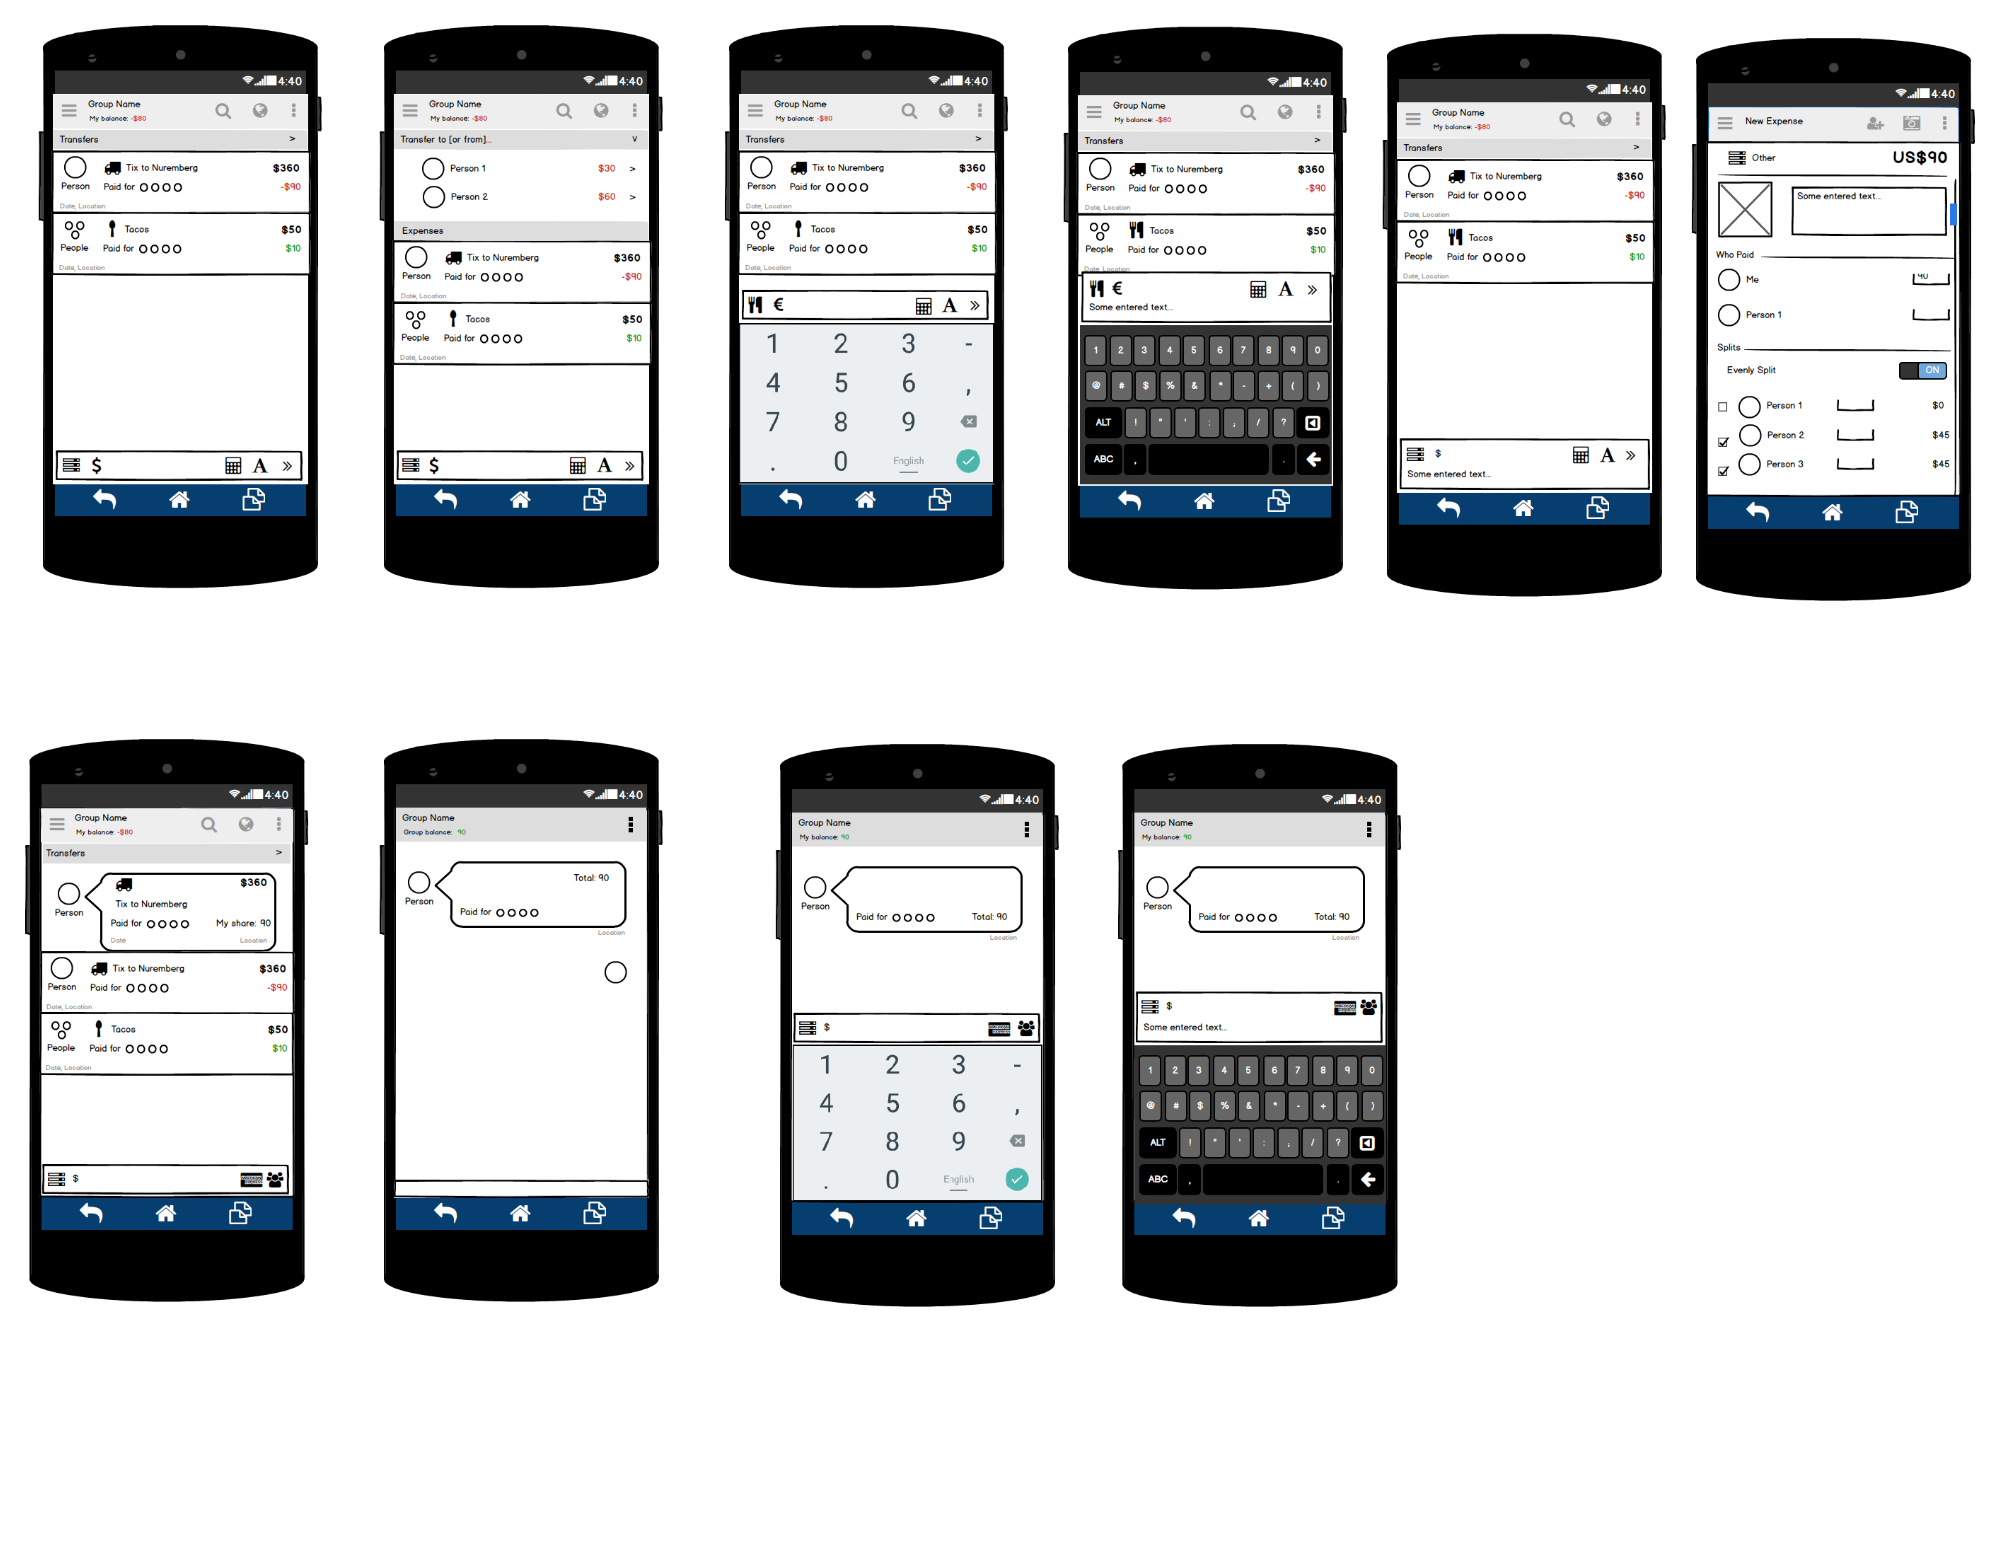 4:40
Group Name
My balance: -$80
Transfers >
Tix to Nuremberg $360
Person Paid for -$90
Date, Location
Tacos $50
People Paid for $10
Date, Location
$ A »
4:40
Group Name
My balance: -$80
Transfer to [or from]... v
Person 1 $30 >
Person 2 $60 >
Expenses
Tix to Nuremberg $360
Person Paid for -$90
Date, Location
Tacos $50
People Paid for $10
Date, Location
$ A »
4:40
Group Name
My balance: -$80
Transfers >
Tix to Nuremberg $360
Person Paid for -$90
Date, Location
Tacos $50
People Paid for $10
Date, Location
€ A »
1 2 3 -
4 5 6 ,
7 8 9
. 0 English
4:40
Group Name
My balance: -$80
Transfers >
Tix to Nuremberg $360
Person Paid for -$90
Date, Location
Tacos $50
People Paid for $10
Date, Location
€ A »
Some entered text...
1 2 3 4 5 6 7 8 9 0
@ # $ % & * - + ( )
ALT ! " ' : ; / ?
ABC , .
4:40
Group Name
My balance: -$80
Transfers >
Tix to Nuremberg $360
Person Paid for -$90
Date, Location
Tacos $50
People Paid for $10
Date, Location
$ A »
Some entered text...
4:40
New Expense
Other US$90
Some entered text...
Who Paid
Me 90
Person 1
Splits
Evenly Split ON
Person 1 $0
Person 2 $45
Person 3 $45
4:40
Group Name
My balance: -$80
Transfers >
$360
Person
Tix to Nuremberg
Paid for My share: 90
Date Location
Tix to Nuremberg $360
Person Paid for -$90
Date, Location
Tacos $50
People Paid for $10
Date, Location
$
4:40
Group Name
Group balance: 90
Total: 90
Person
Paid for
Location
4:40
Group Name
My balance: 90
Person
Paid for Total: 90
Location
$
1 2 3 -
4 5 6 ,
7 8 9
. 0 English
4:40
Group Name
My balance: 90
Person
Paid for Total: 90
Location
$
Some entered text...
1 2 3 4 5 6 7 8 9 0
@ # $ % & * - + ( )
ALT ! " ' : ; / ?
ABC , .